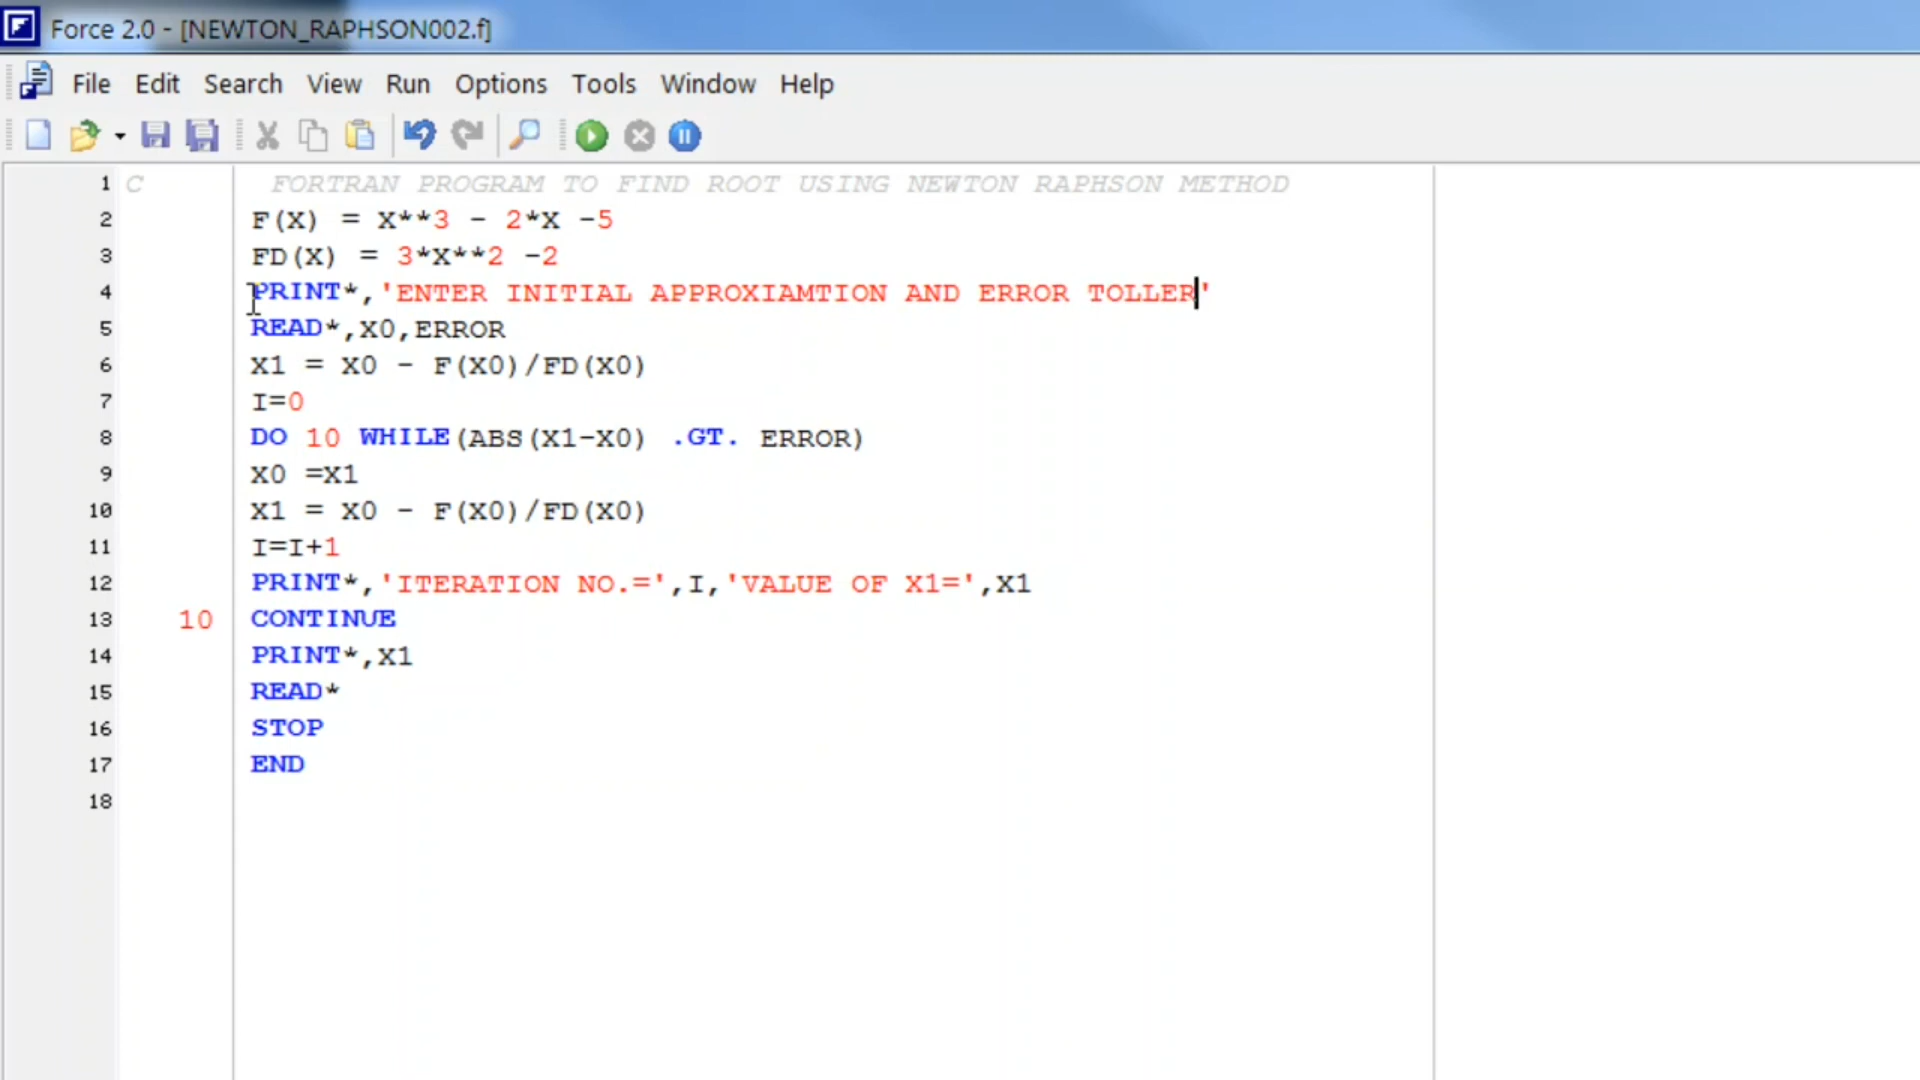 Force 2.0 - [NEWTON_RAPHSON002.f]
File Edit Search View Run Options Tools Window Help
1 C FORTRAN PROGRAM TO FIND ROOT USING NEWTON RAPHSON METHOD
2 F(X) = X**3 - 2*X -5
3 FD(X) = 3*X**2 -2
4 PRINT*,'ENTER INITIAL APPROXIAMTION AND ERROR TOLLER'
5 READ*,X0,ERROR
6 X1 = X0 - F(X0)/FD(X0)
7 I=0
8 DO 10 WHILE(ABS(X1-X0) .GT. ERROR)
9 X0 =X1
10 X1 = X0 - F(X0)/FD(X0)
11 I=I+1
12 PRINT*,'ITERATION NO.=',I,'VALUE OF X1=',X1
13 10 CONTINUE
14 PRINT*,X1
15 READ*
16 STOP
17 END
18